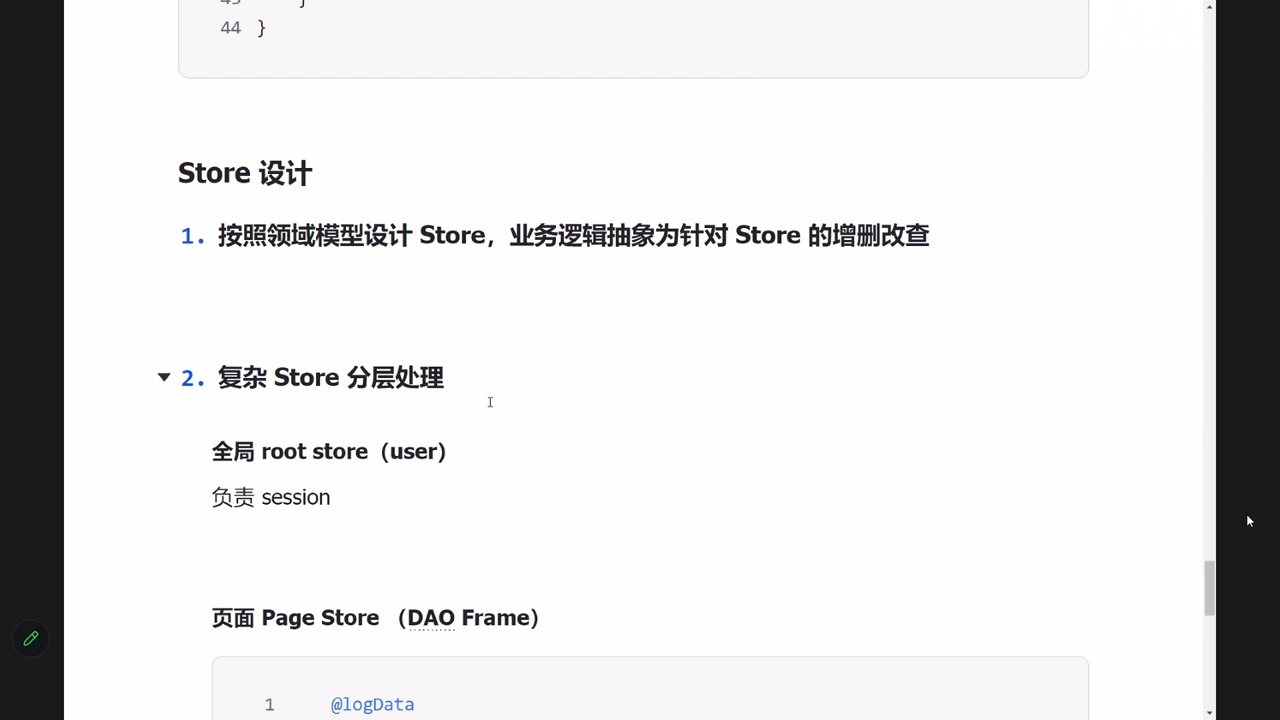 44 }
Store 设计
1. 按照领域模型设计 Store，业务逻辑抽象为针对 Store 的增删改查
2. 复杂 Store 分层处理
全局 root store（user）
负责 session
页面 Page Store （DAO Frame）
1 @logData